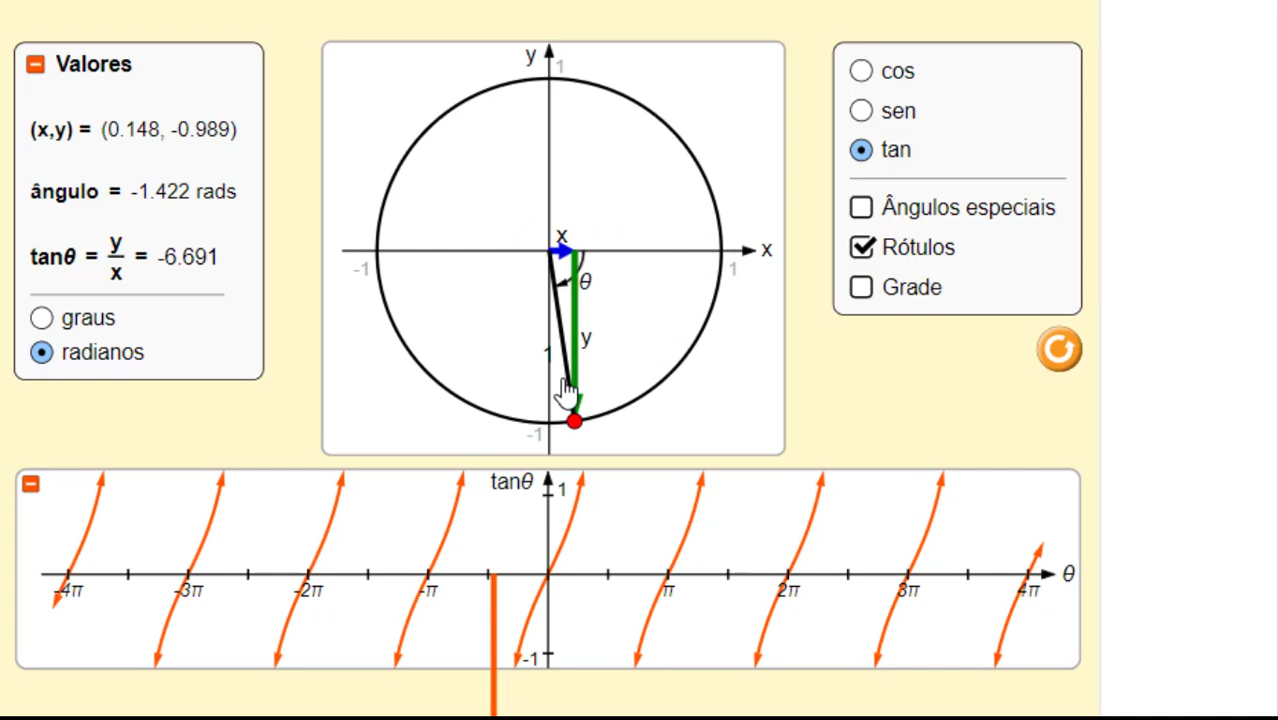 Valores
(x,y) = (0.148, -0.989)
ângulo = -1.422 rads
tanθ = y/x = -6.691
graus
radianos
y
1
x
x
-1
1
θ
y
1
-1
cos
sen
tan
Ângulos especiais
Rótulos
Grade
tanθ
1
θ
-4π -3π -2π -π π 2π 3π 4π
-1